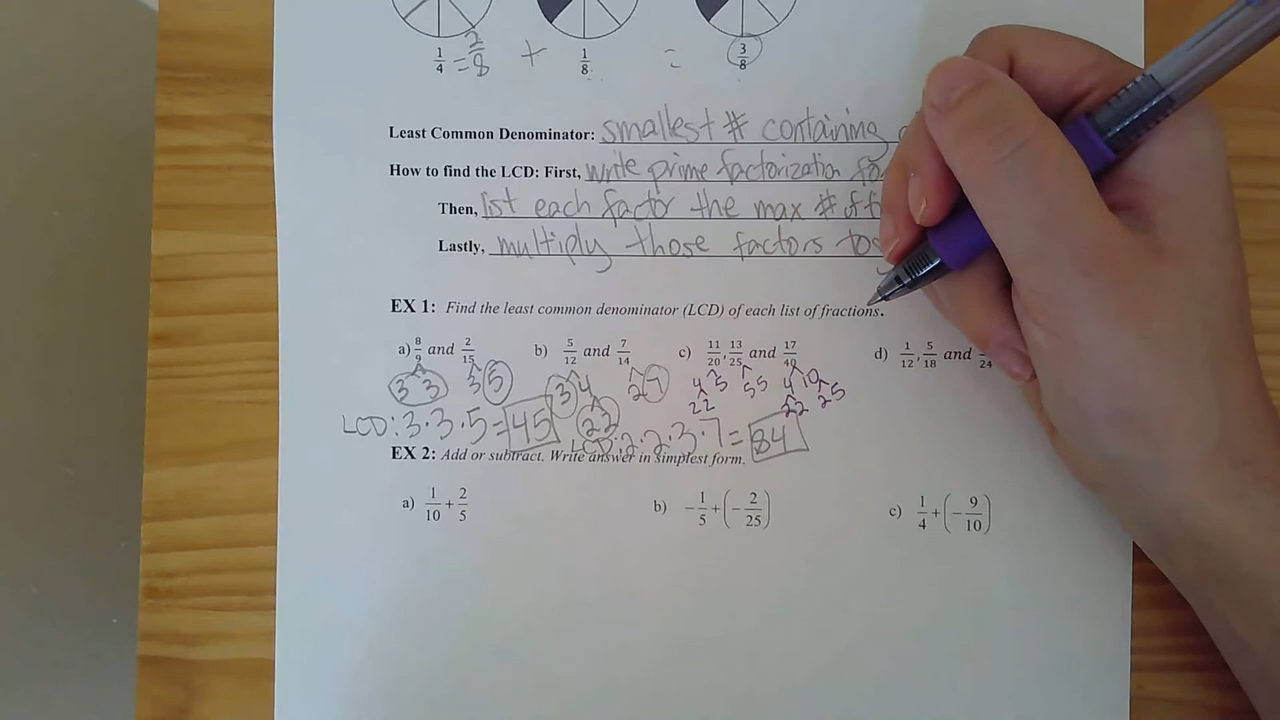 1/4 = 2/8 + 1/8 = 3/8
Least Common Denominator: smallest # containing
How to find the LCD: First, write prime factorization
Then, list each factor the max # of
Lastly, multiply those factors
EX 1: Find the least common denominator (LCD) of each list of fractions.
a) 8/9 and 2/15 b) 5/12 and 7/14 c) 11/20, 13/25 and 17/40 d) 1/12, 5/18 and /24
3 3 3 5 3 4 2 7 4 5 5 5 4 10
2 2 2 2 2 2 2 5
LCD: 3·3·5 = 45
LCD: 2·2·3·7 = 84
EX 2: Add or subtract. Write answer in simplest form.
a) 1/10 + 2/5 b) -1/5 + (-2/25) c) 1/4 + (-9/10)